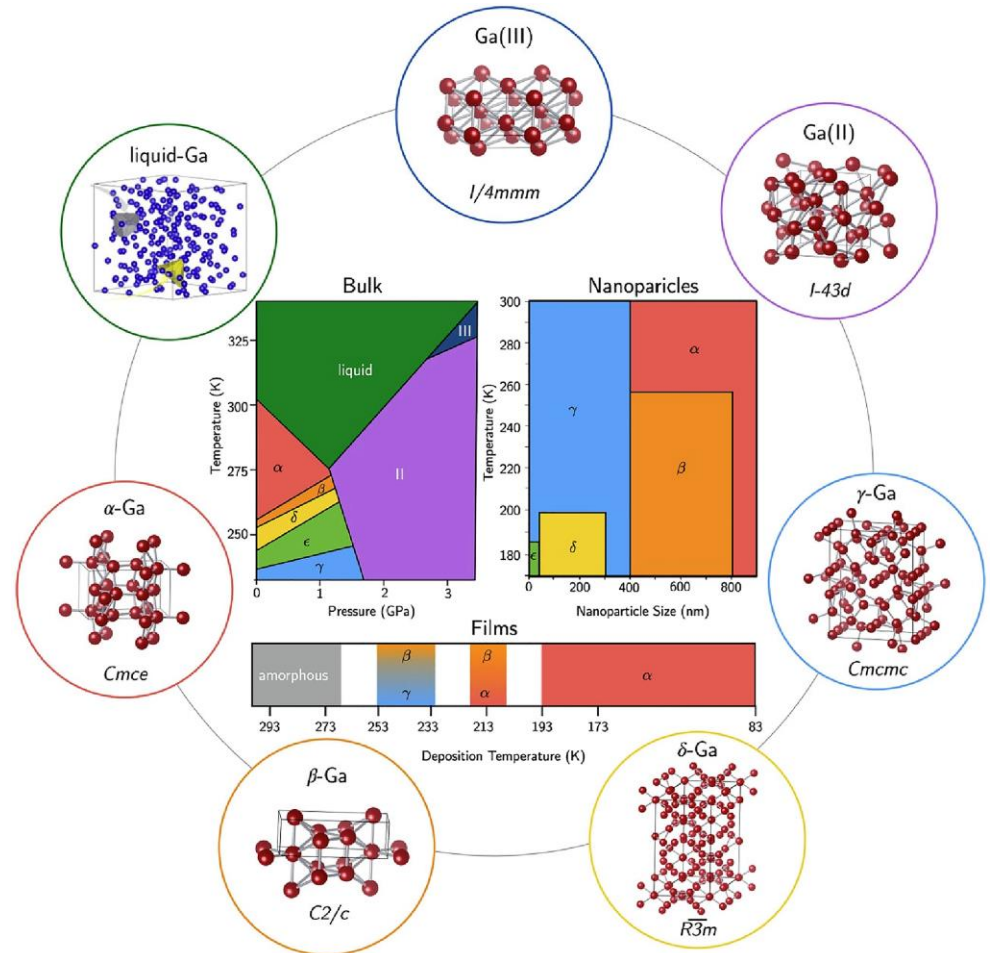 Ga(III)
I/4mmm
Ga(II)
I-43d
liquid-Ga
Bulk
Temperature (K)
325
300
275
250
liquid
III
II
α
β
δ
ϵ
γ
0
1
2
3
Pressure (GPa)
Nanoparicles
Temperature (K)
300
280
260
240
220
200
180
α
γ
β
δ
ϵ
0
200
400
600
800
Nanoparticle Size (nm)
α-Ga
Cmce
γ-Ga
Cmcmc
Films
amorphous
β
γ
β
α
α
293
273
253
233
213
193
173
83
Deposition Temperature (K)
β-Ga
C2/c
δ-Ga
R3̅m